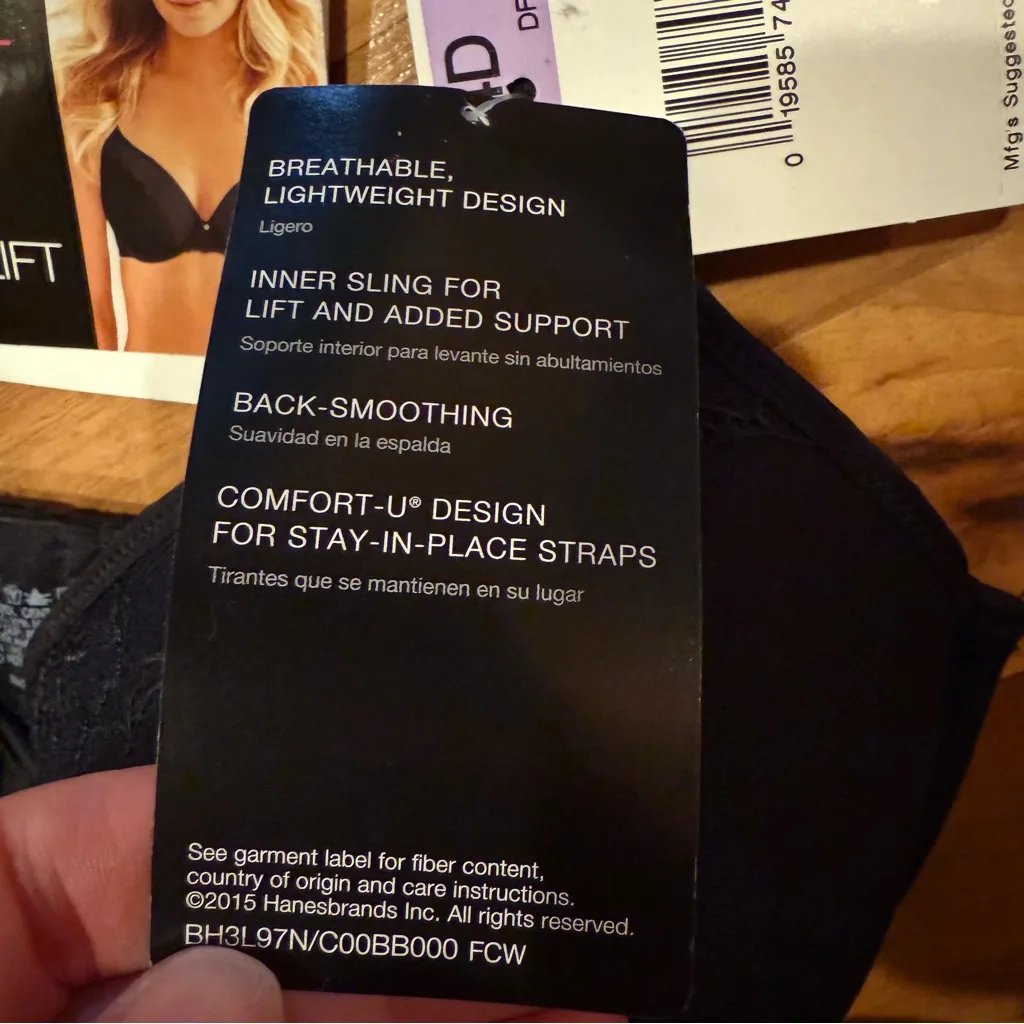 BREATHABLE,
LIGHTWEIGHT DESIGN
Ligero
INNER SLING FOR
LIFT AND ADDED SUPPORT
Soporte interior para levante sin abultamientos
BACK-SMOOTHING
Suavidad en la espalda
COMFORT-U® DESIGN
FOR STAY-IN-PLACE STRAPS
Tirantes que se mantienen en su lugar
See garment label for fiber content,
country of origin and care instructions.
©2015 Hanesbrands Inc. All rights reserved.
BH3L97N/C00BB000 FCW
0 19585 74
Mfg's Suggested